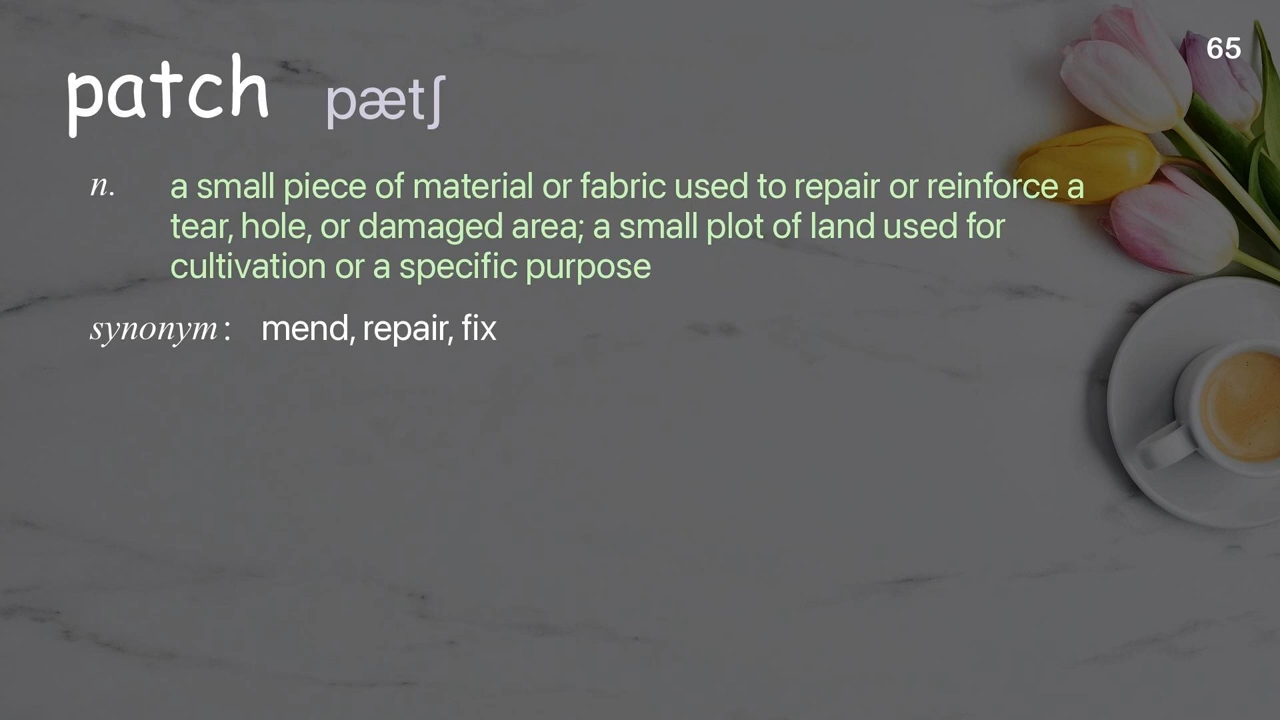 65
patch pætʃ
n. a small piece of material or fabric used to repair or reinforce a
tear, hole, or damaged area; a small plot of land used for
cultivation or a specific purpose
synonym: mend, repair, fix